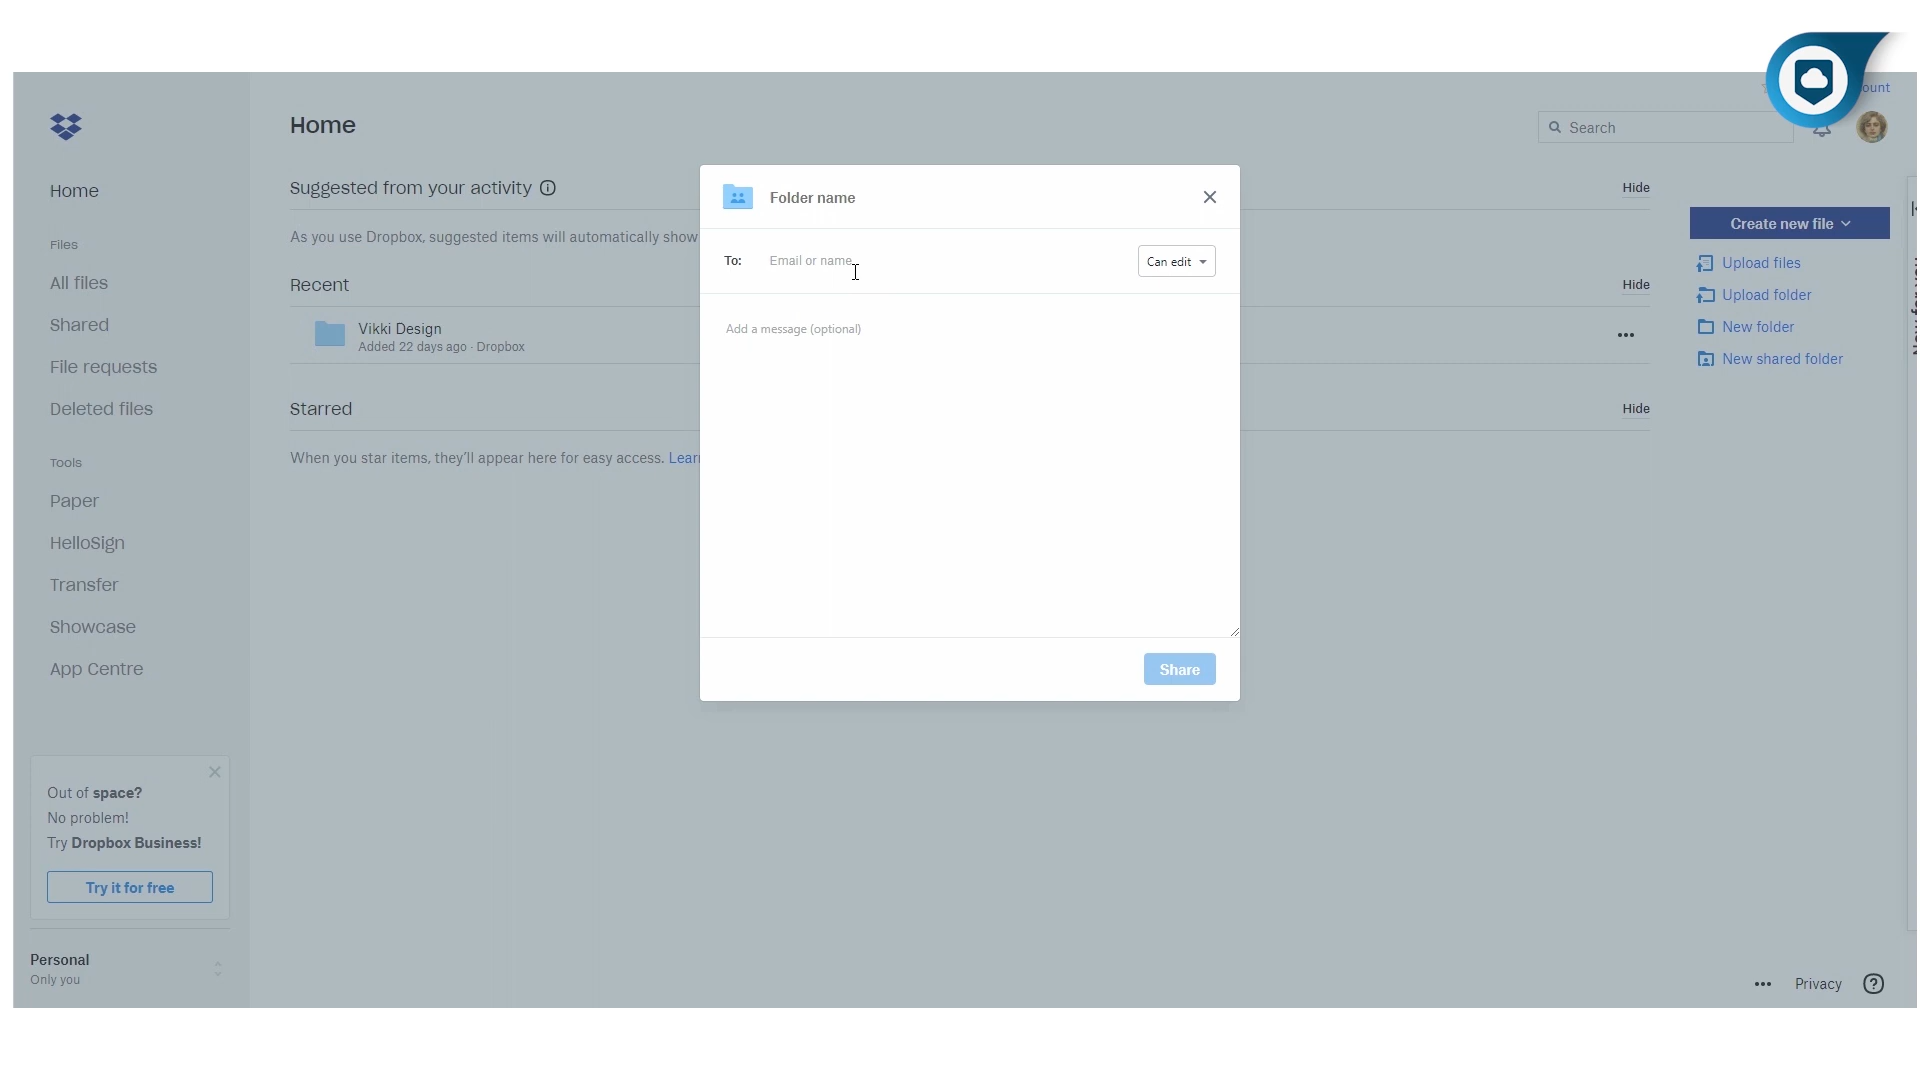 ount
Home
Search
Home
Suggested from your activity
Hide
Folder name
Create new file
As you use Dropbox, suggested items will automatically show
Files
To: Email or name
Can edit
Upload files
All files
Recent
Hide
Upload folder
Shared
Vikki Design
Added 22 days ago · Dropbox
Add a message (optional)
New folder
File requests
New shared folder
Deleted files
Starred
Hide
When you star items, they’ll appear here for easy access. Lear
Tools
Paper
HelloSign
Transfer
Showcase
App Centre
Share
Out of space?
No problem!
Try Dropbox Business!
Try it for free
Personal
Only you
Privacy